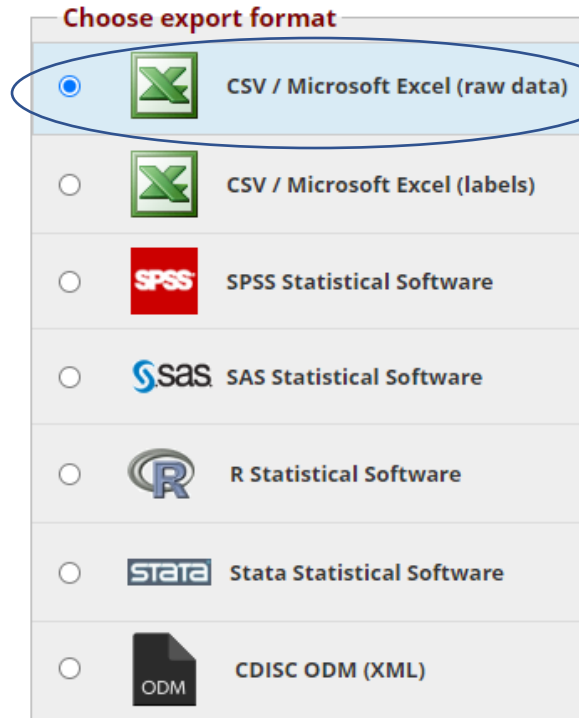 Choose export format
CSV / Microsoft Excel (raw data)
CSV / Microsoft Excel (labels)
SPSS SPSS Statistical Software
S.sas SAS Statistical Software
R R Statistical Software
STATA Stata Statistical Software
ODM CDISC ODM (XML)